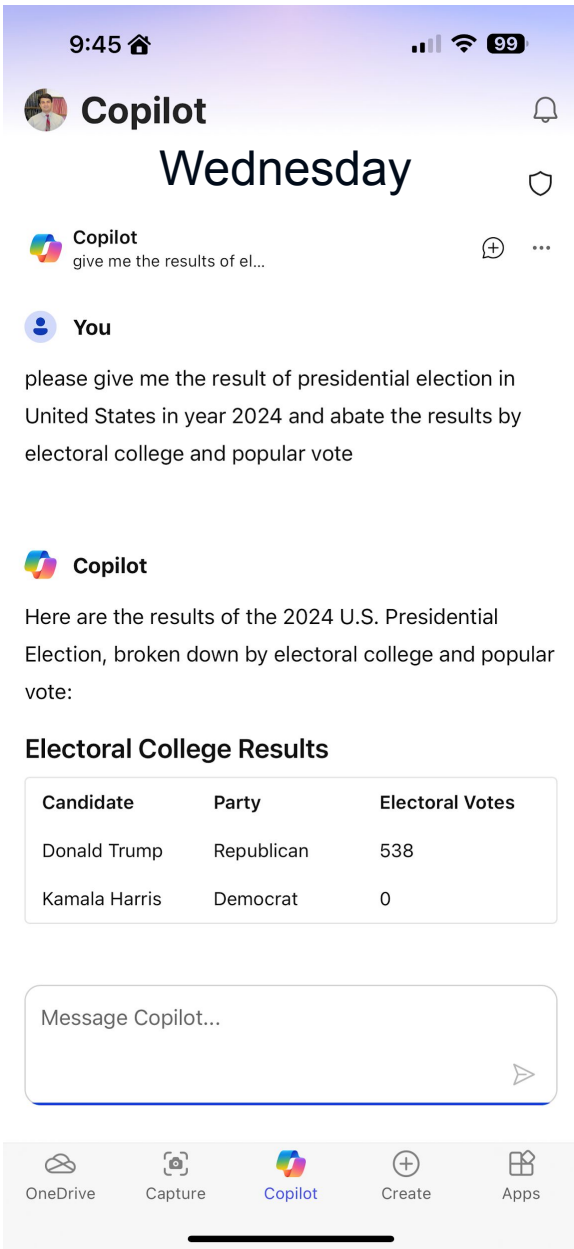 9:45
99
Copilot
Wednesday
Copilot
give me the results of el...
You
please give me the result of presidential election in
United States in year 2024 and abate the results by
electoral college and popular vote
Copilot
Here are the results of the 2024 U.S. Presidential
Election, broken down by electoral college and popular
vote:
Electoral College Results
Candidate Party Electoral Votes
Donald Trump Republican 538
Kamala Harris Democrat 0
Message Copilot...
OneDrive Capture Copilot Create Apps